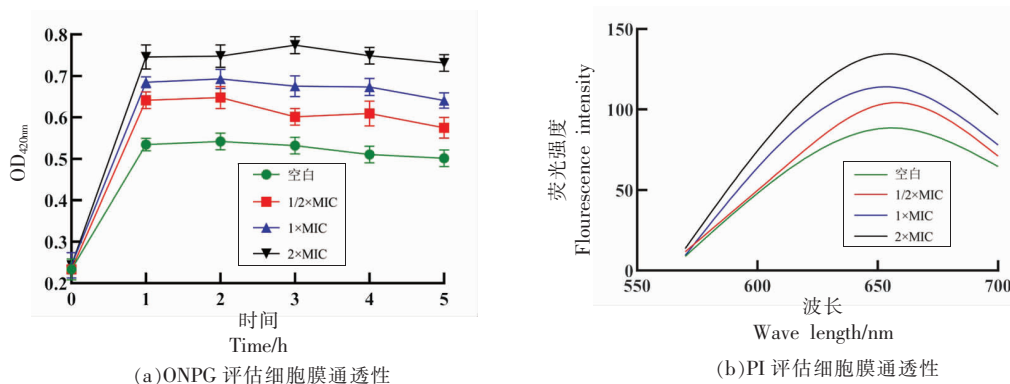 OD420nm
0.8
0.7
0.6
0.5
0.4
0.3
0.2
0 1 2 3 4 5
空白
1/2×MIC
1×MIC
2×MIC
时间
Time/h
(a)ONPG 评估细胞膜通透性
荧光强度
Flourescence intensity
150
100
50
0
550 600 650 700
空白
1/2×MIC
1×MIC
2×MIC
波长
Wave length/nm
(b)PI 评估细胞膜通透性